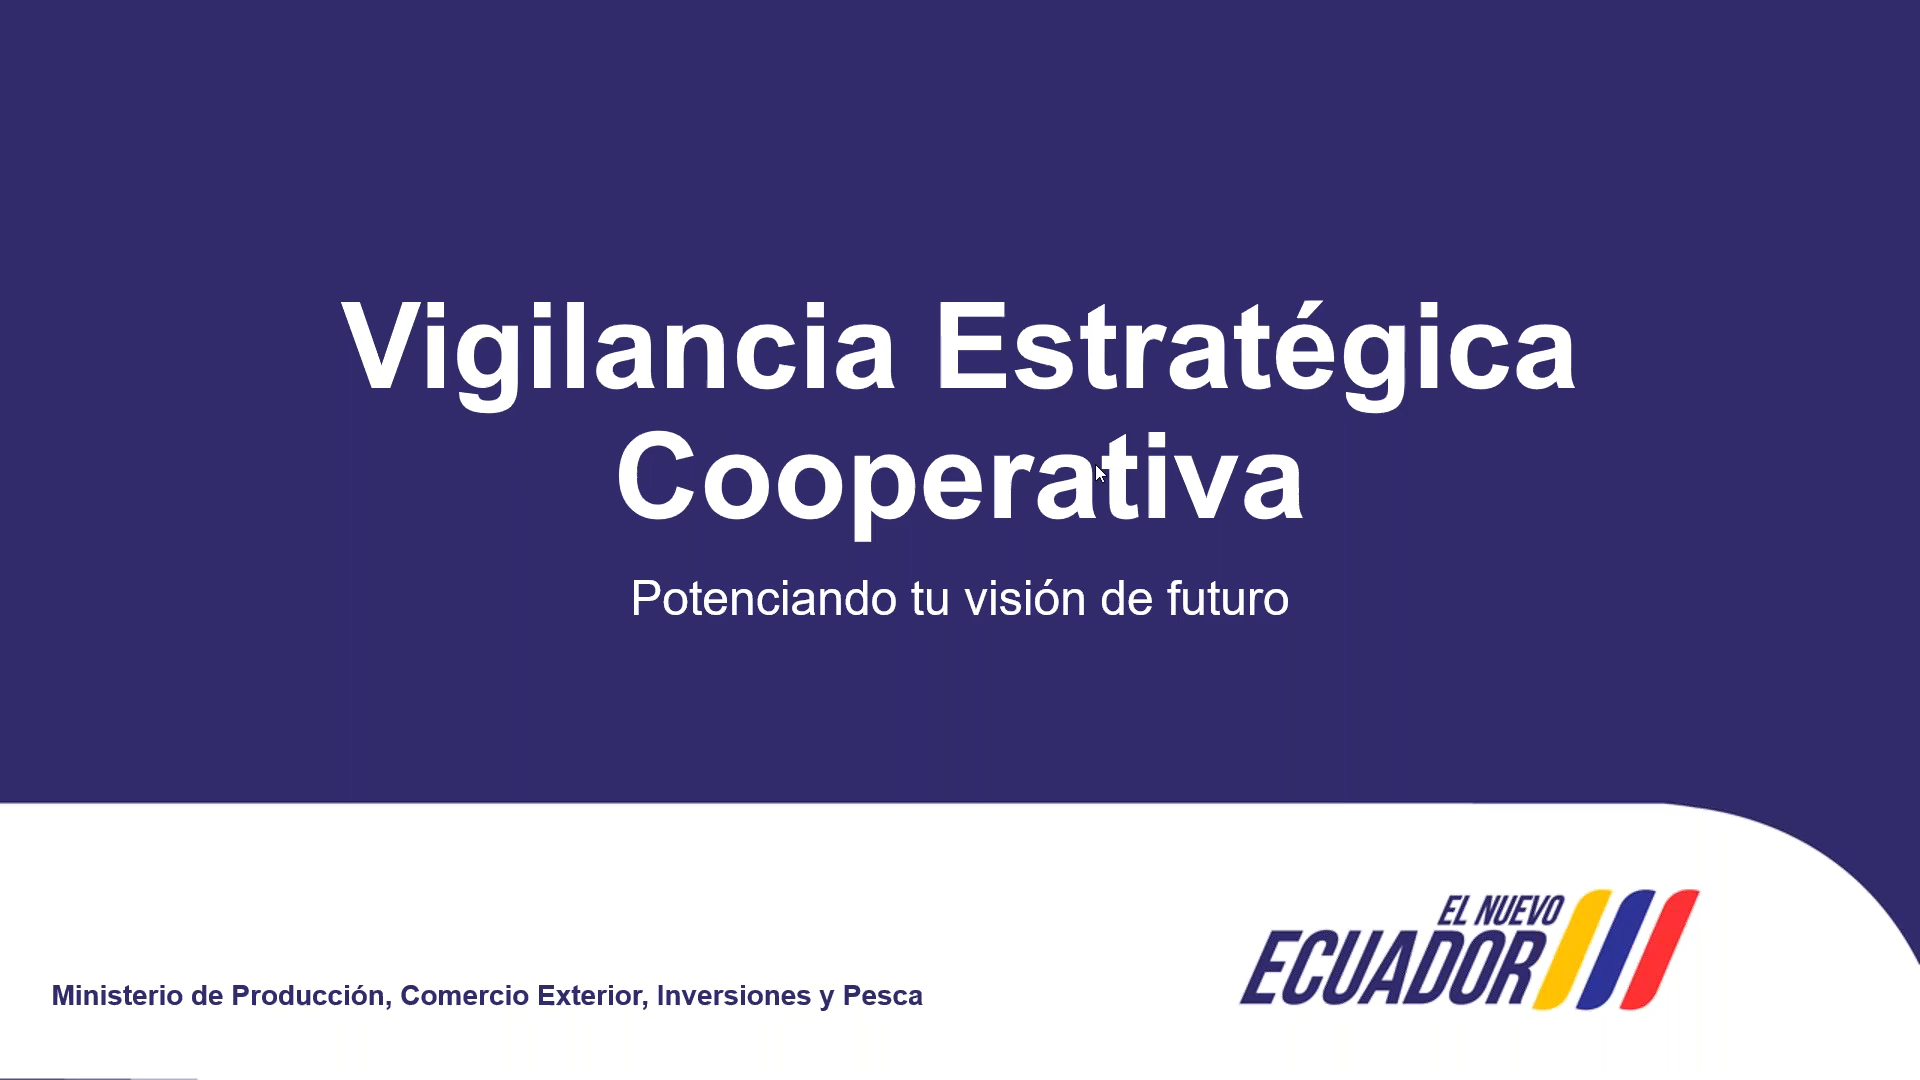 Vigilancia Estratégica
Cooperativa
Potenciando tu visión de futuro
EL NUEVO
ECUADOR
Ministerio de Producción, Comercio Exterior, Inversiones y Pesca